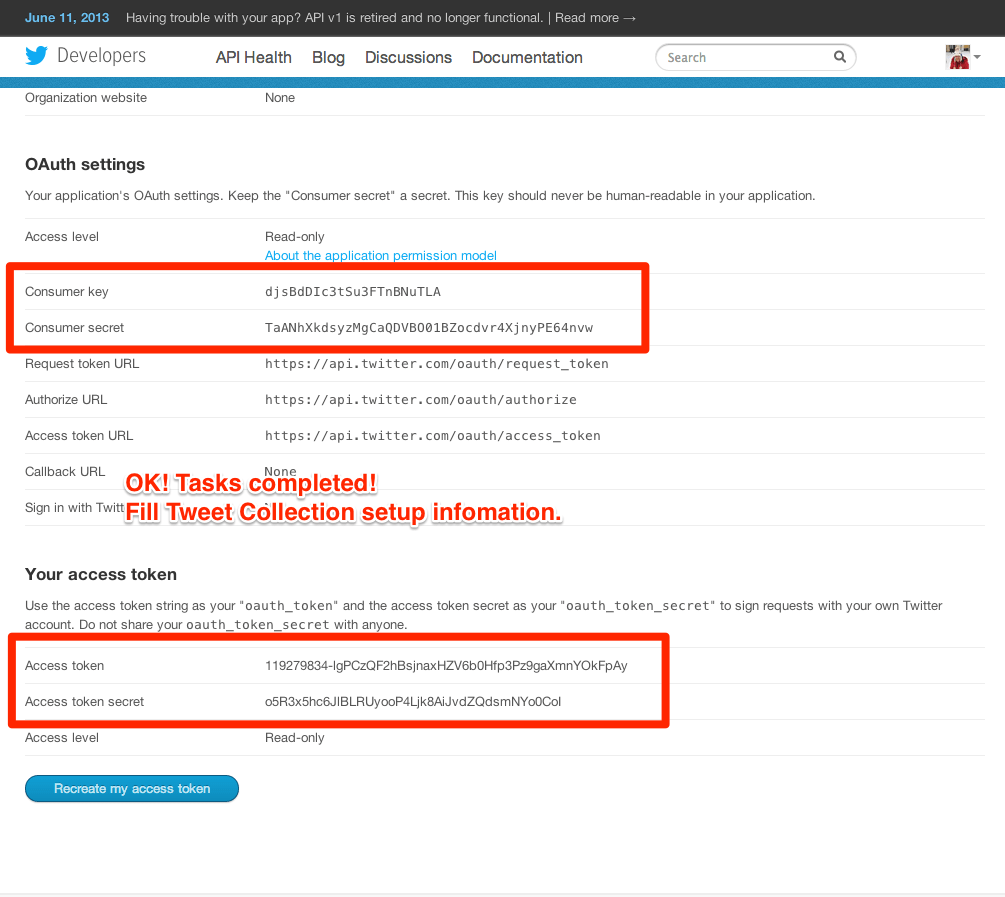 June 11, 2013 Having trouble with your app? API v1 is retired and no longer functional. | Read more →
Developers API Health Blog Discussions Documentation Search
Organization website None
OAuth settings
Your application's OAuth settings. Keep the "Consumer secret" a secret. This key should never be human-readable in your application.
Access level Read-only
About the application permission model
Consumer key djsBdDIc3tSu3FTnBNuTLA
Consumer secret TaANhXkdsyzMgCaQDVBO01BZocdvr4XjnyPE64nvw
Request token URL https://api.twitter.com/oauth/request_token
Authorize URL https://api.twitter.com/oauth/authorize
Access token URL https://api.twitter.com/oauth/access_token
Callback URL None
OK! Tasks completed!
Sign in with
Fill Tweet Collection setup infomation.
Your access token
Use the access token string as your "oauth_token" and the access token secret as your "oauth_token_secret" to sign requests with your own Twitter
account. Do not share your oauth_token_secret with anyone.
Access token 119279834-lgPCzQF2hBsjnaxHZV6b0Hfp3Pz9gaXmnYOkFpAy
Access token secret o5R3x5hc6JlBLRUyooP4Ljk8AiJvdZQdsmNYo0CoI
Access level Read-only
Recreate my access token